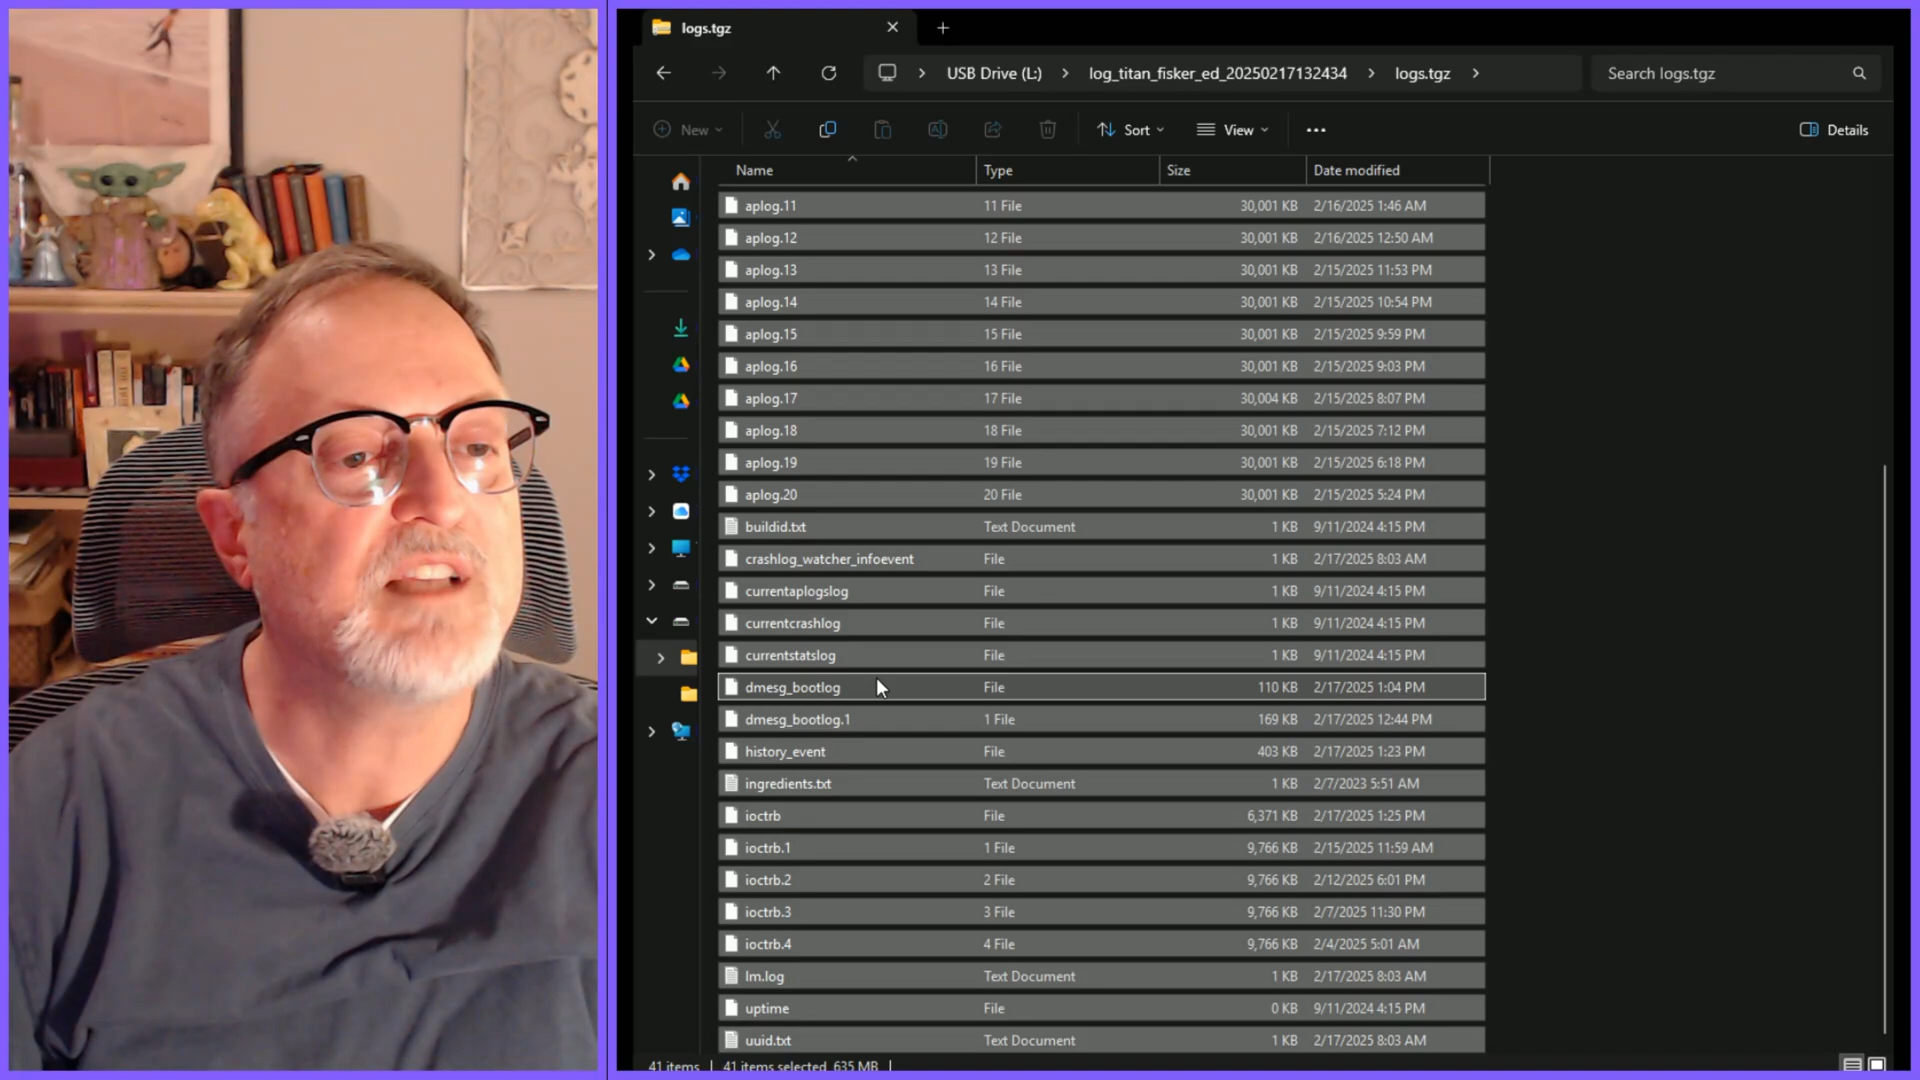 logs.tgz
USB Drive (L:) log_titan_fisker_ed_20250217132434 logs.tgz Search logs.tgz
New Sort View Details
Name Type Size Date modified
aplog.11 11 File 30,001 KB 2/16/2025 1:46 AM
aplog.12 12 File 30,001 KB 2/16/2025 12:50 AM
aplog.13 13 File 30,001 KB 2/15/2025 11:53 PM
aplog.14 14 File 30,001 KB 2/15/2025 10:54 PM
aplog.15 15 File 30,001 KB 2/15/2025 9:59 PM
aplog.16 16 File 30,001 KB 2/15/2025 9:03 PM
aplog.17 17 File 30,004 KB 2/15/2025 8:07 PM
aplog.18 18 File 30,001 KB 2/15/2025 7:12 PM
aplog.19 19 File 30,001 KB 2/15/2025 6:18 PM
aplog.20 20 File 30,001 KB 2/15/2025 5:24 PM
buildid.txt Text Document 1 KB 9/11/2024 4:15 PM
crashlog_watcher_infoevent File 1 KB 2/17/2025 8:03 AM
currentaplogslog File 1 KB 9/11/2024 4:15 PM
currentcrashlog File 1 KB 9/11/2024 4:15 PM
currentstatslog File 1 KB 9/11/2024 4:15 PM
dmesg_bootlog File 110 KB 2/17/2025 1:04 PM
dmesg_bootlog.1 1 File 169 KB 2/17/2025 12:44 PM
history_event File 403 KB 2/17/2025 1:23 PM
ingredients.txt Text Document 1 KB 2/7/2023 5:51 AM
ioctrb File 6,371 KB 2/17/2025 1:25 PM
ioctrb.1 1 File 9,766 KB 2/15/2025 11:59 AM
ioctrb.2 2 File 9,766 KB 2/12/2025 6:01 PM
ioctrb.3 3 File 9,766 KB 2/7/2025 11:30 PM
ioctrb.4 4 File 9,766 KB 2/4/2025 5:01 AM
lm.log Text Document 1 KB 2/17/2025 8:03 AM
uptime File 0 KB 9/11/2024 4:15 PM
uuid.txt Text Document 1 KB 2/17/2025 8:03 AM
41 items 41 items selected 635 MB